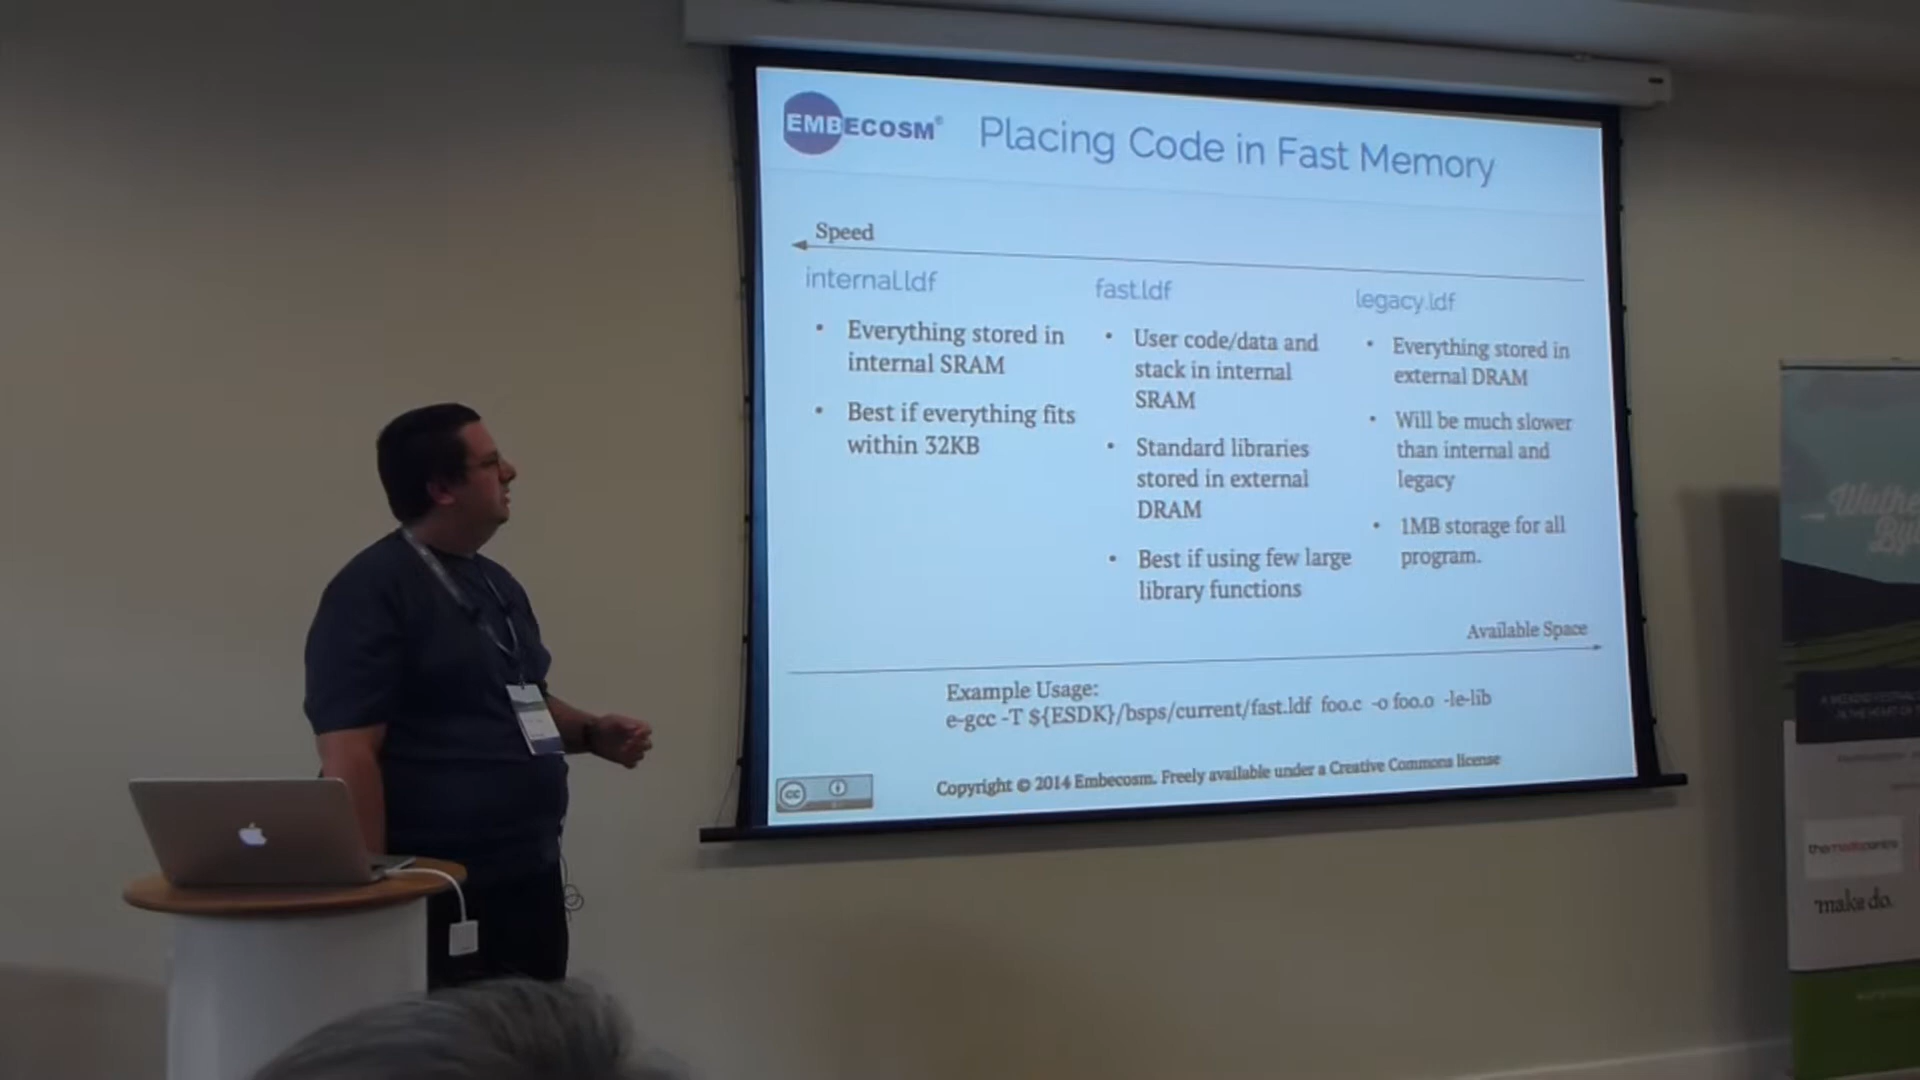 EMBECOSM®
Placing Code in Fast Memory
Speed
internal.ldf
• Everything stored in
internal SRAM
• Best if everything fits
within 32KB
fast.ldf
• User code/data and
stack in internal
SRAM
• Standard libraries
stored in external
DRAM
• Best if using few large
library functions
legacy.ldf
• Everything stored in
external DRAM
• Will be much slower
than internal and
legacy
• 1MB storage for all
program.
Available Space
Example Usage:
e-gcc -T ${ESDK}/bsps/current/fast.ldf foo.c -o foo.o -le-lib
cc
Copyright © 2014 Embecosm. Freely available under a Creative Commons license
make do.